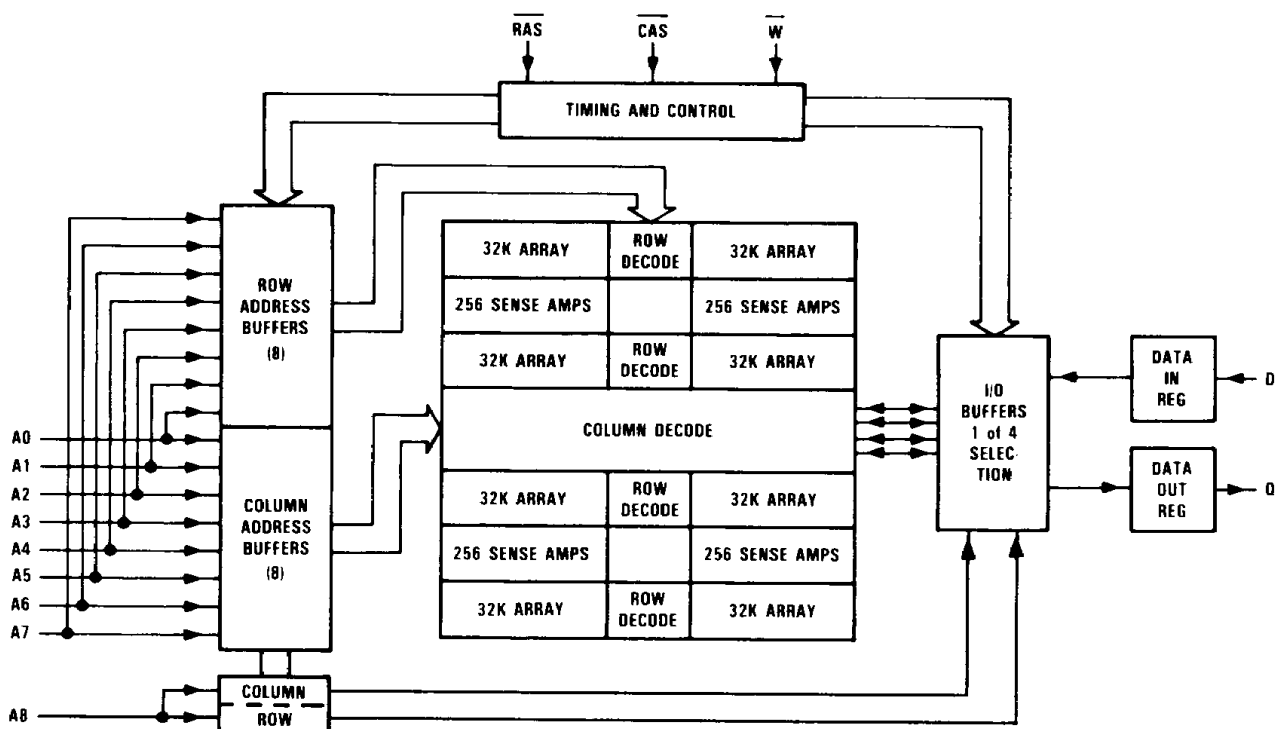 RAS CAS W
TIMING AND CONTROL
ROW
ADDRESS
BUFFERS
(8)
32K ARRAY ROW DECODE 32K ARRAY
256 SENSE AMPS 256 SENSE AMPS
32K ARRAY ROW DECODE 32K ARRAY
COLUMN DECODE
32K ARRAY ROW DECODE 32K ARRAY
256 SENSE AMPS 256 SENSE AMPS
32K ARRAY ROW DECODE 32K ARRAY
I/O
BUFFERS
1 of 4
SELEC-
TION
DATA
IN
REG
D
DATA
OUT
REG
Q
A0
A1
A2
A3
A4
A5
A6
A7
COLUMN
ADDRESS
BUFFERS
(8)
A8
COLUMN
ROW